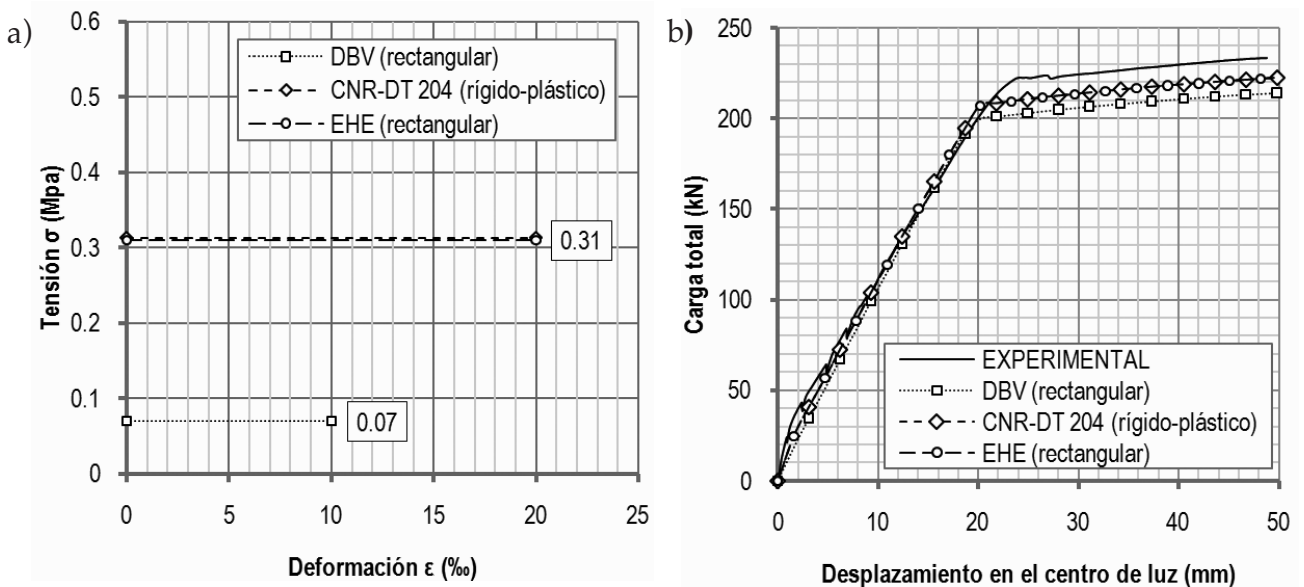 a)
Tensión σ (Mpa)
0.6
0.5
0.4
0.3
0.2
0.1
0
DBV (rectangular)
CNR-DT 204 (rígido-plástico)
EHE (rectangular)
0.31
0.07
0 5 10 15 20 25
Deformación ε (‰)
b)
Carga total (kN)
250
200
150
100
50
0
EXPERIMENTAL
DBV (rectangular)
CNR-DT 204 (rígido-plástico)
EHE (rectangular)
0 10 20 30 40 50
Desplazamiento en el centro de luz (mm)